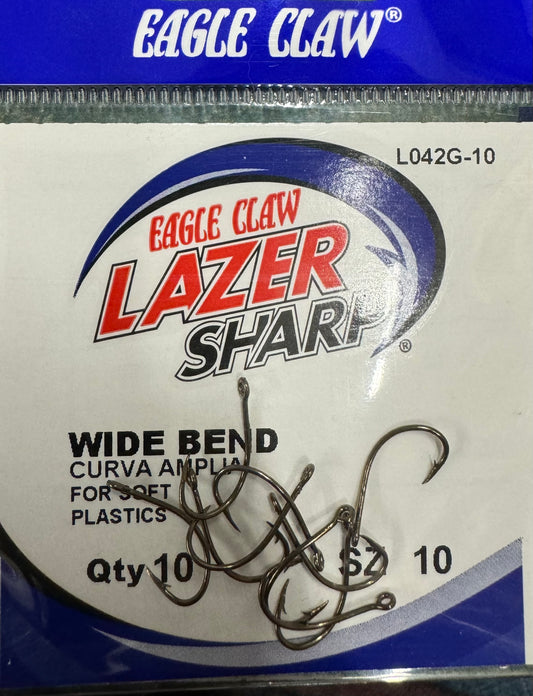 EAGLE CLAW®
L042G-10
EAGLE CLAW
LAZER
SHARP®
WIDE BEND
CURVA AMPLIA
FOR SOFT
PLASTICS
Qty 10 SZ 10